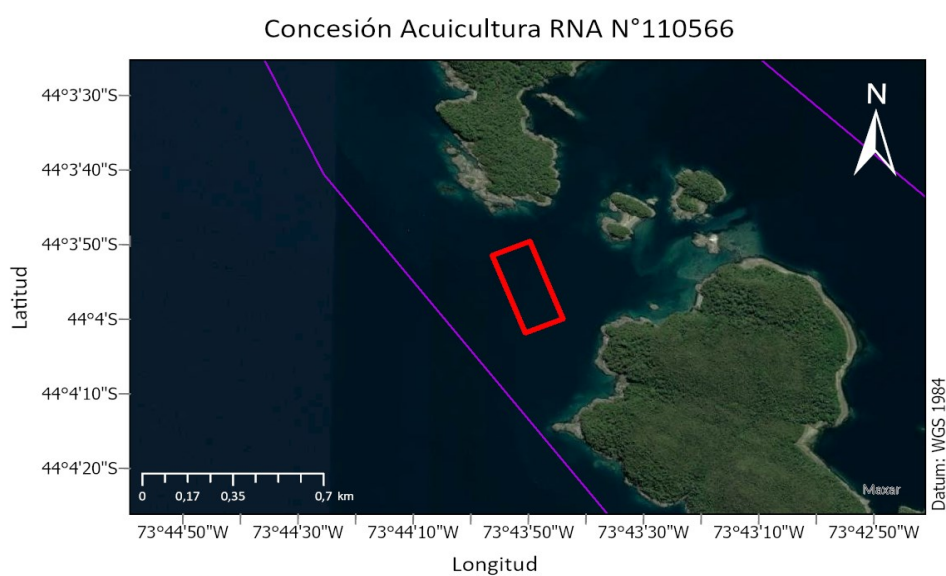 Concesión Acuicultura RNA N°110566
N
44°3'30"S
44°3'40"S
44°3'50"S
44°4'S
44°4'10"S
44°4'20"S
Latitud
0 0,17 0,35 0,7 km
Maxar
Datum: WGS 1984
73°44'50"W 73°44'30"W 73°44'10"W 73°43'50"W 73°43'30"W 73°43'10"W 72°42'50"W
Longitud